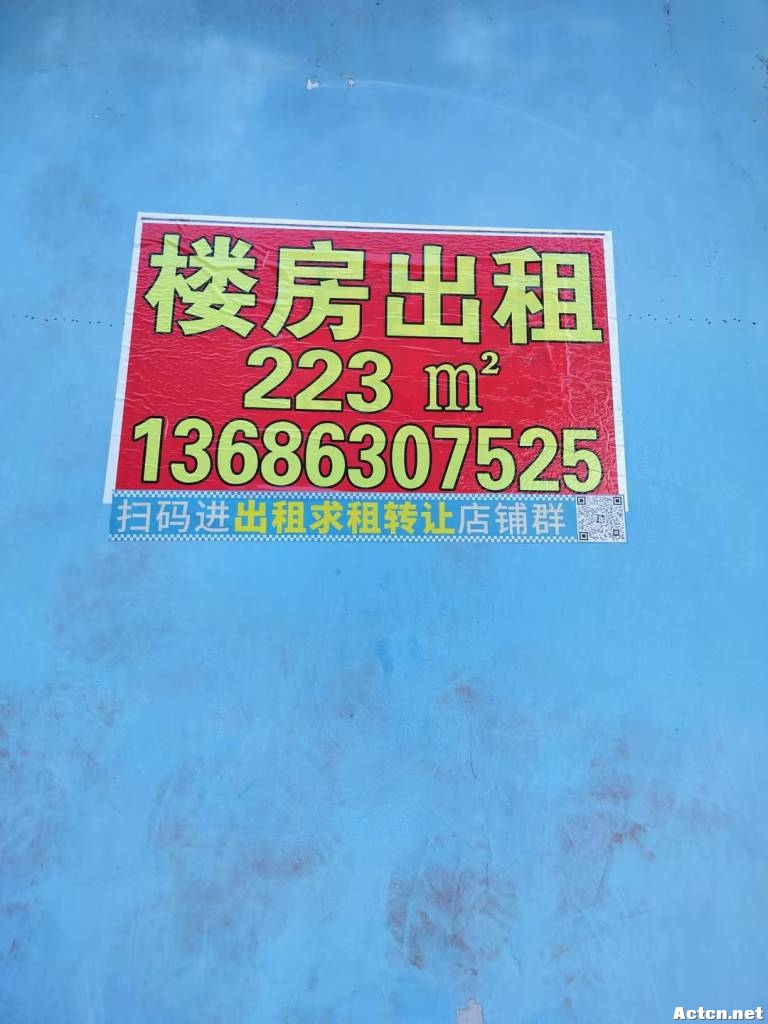 楼房出租
223 m²
13686307525
扫码进出租求租转让店铺群
Actcn.net